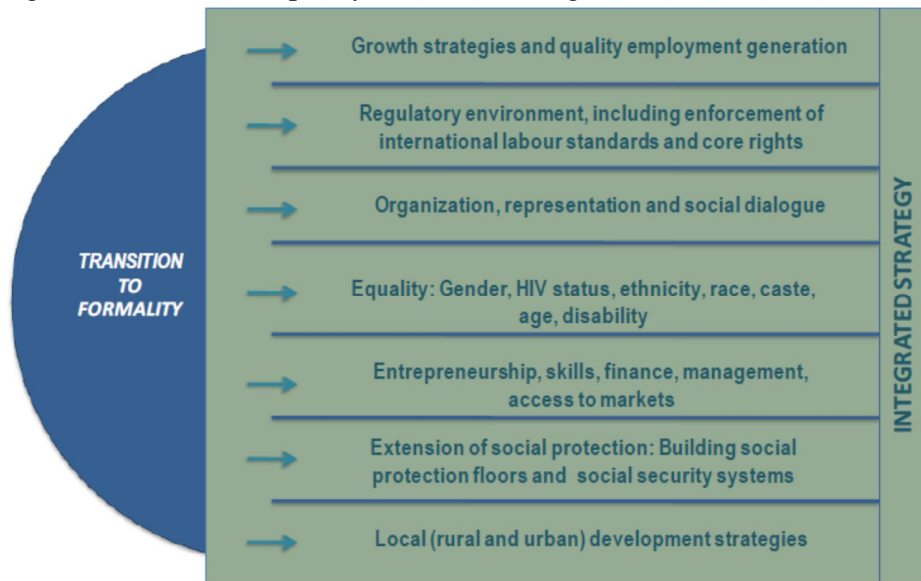 TRANSITION
TO
FORMALITY
Growth strategies and quality employment generation
Regulatory environment, including enforcement of
international labour standards and core rights
Organization, representation and social dialogue
Equality: Gender, HIV status, ethnicity, race, caste,
age, disability
Entrepreneurship, skills, finance, management,
access to markets
Extension of social protection: Building social
protection floors and social security systems
Local (rural and urban) development strategies
INTEGRATED STRATEGY